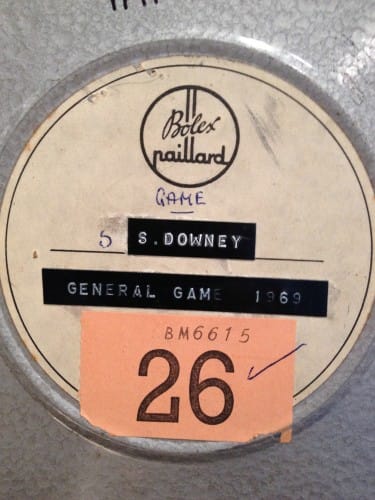 Bolex
paillard
GAME
5 S. DOWNEY
GENERAL GAME 1969
BM6615
26